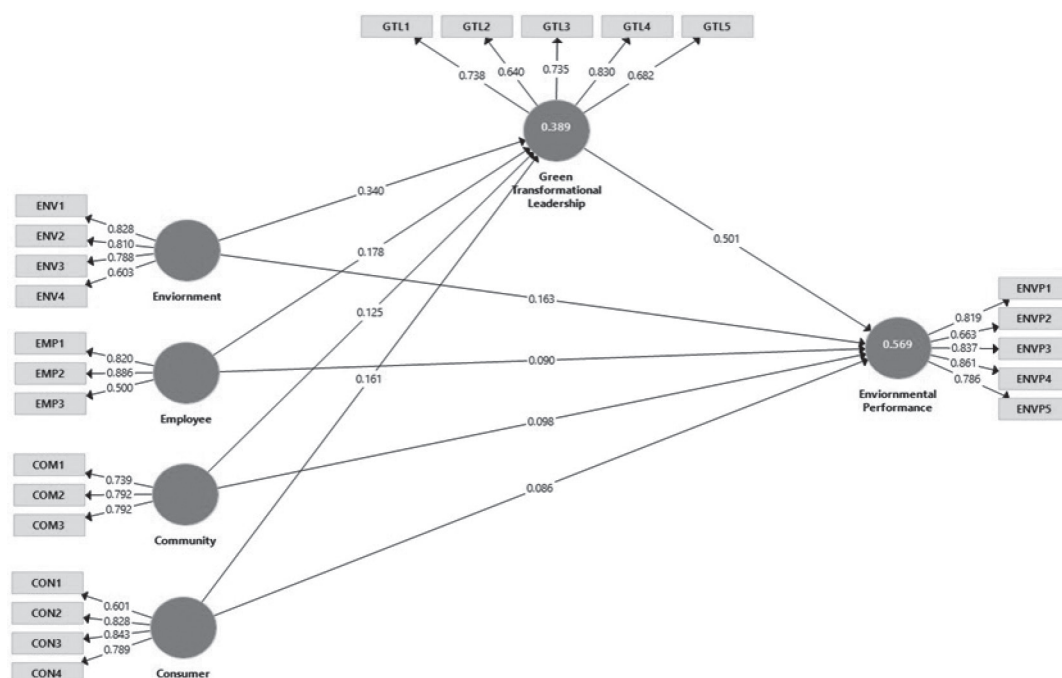 GTL1 GTL2 GTL3 GTL4 GTL5
0.738 0.640 0.735 0.830 0.682
0.389
Green
Transformational
Leadership
ENV1
ENV2
ENV3
ENV4
0.828
0.810
0.788
0.603
Enviornment
0.340
0.178
0.125
0.161
0.501
0.163
0.090
0.098
0.086
EMP1
EMP2
EMP3
0.820
0.886
0.500
Employee
COM1
COM2
COM3
0.739
0.792
0.792
Community
CON1
CON2
CON3
CON4
0.601
0.828
0.843
0.789
Consumer
0.569
Enviornmental
Performance
0.819
0.663
0.837
0.861
0.786
ENVP1
ENVP2
ENVP3
ENVP4
ENVP5